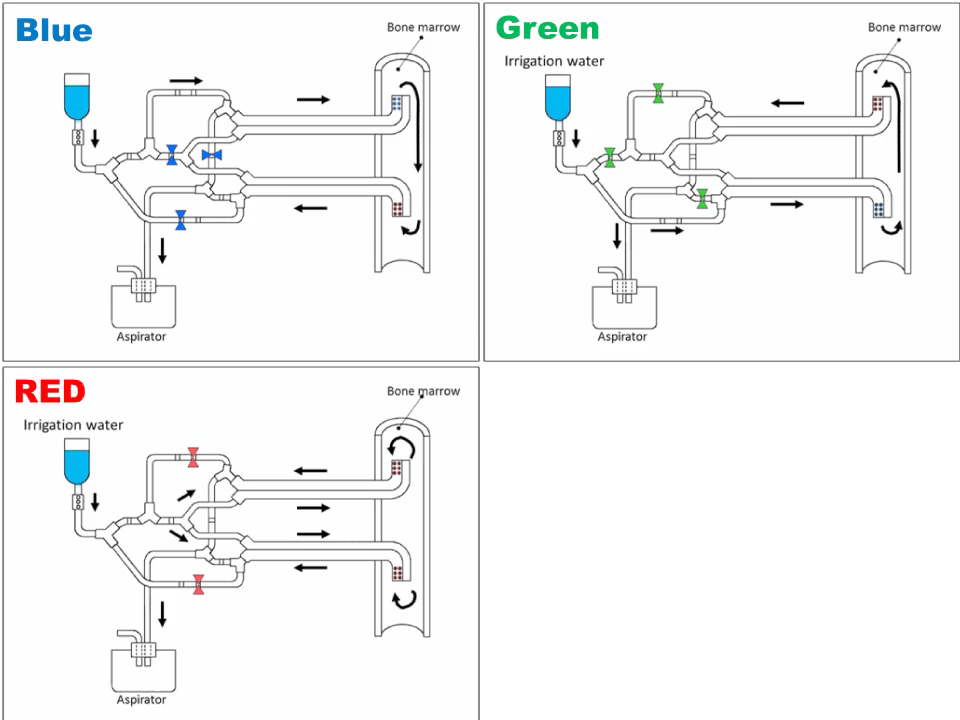 Blue
Bone marrow
Aspirator
Green
Bone marrow
Irrigation water
Aspirator
RED
Bone marrow
Irrigation water
Aspirator